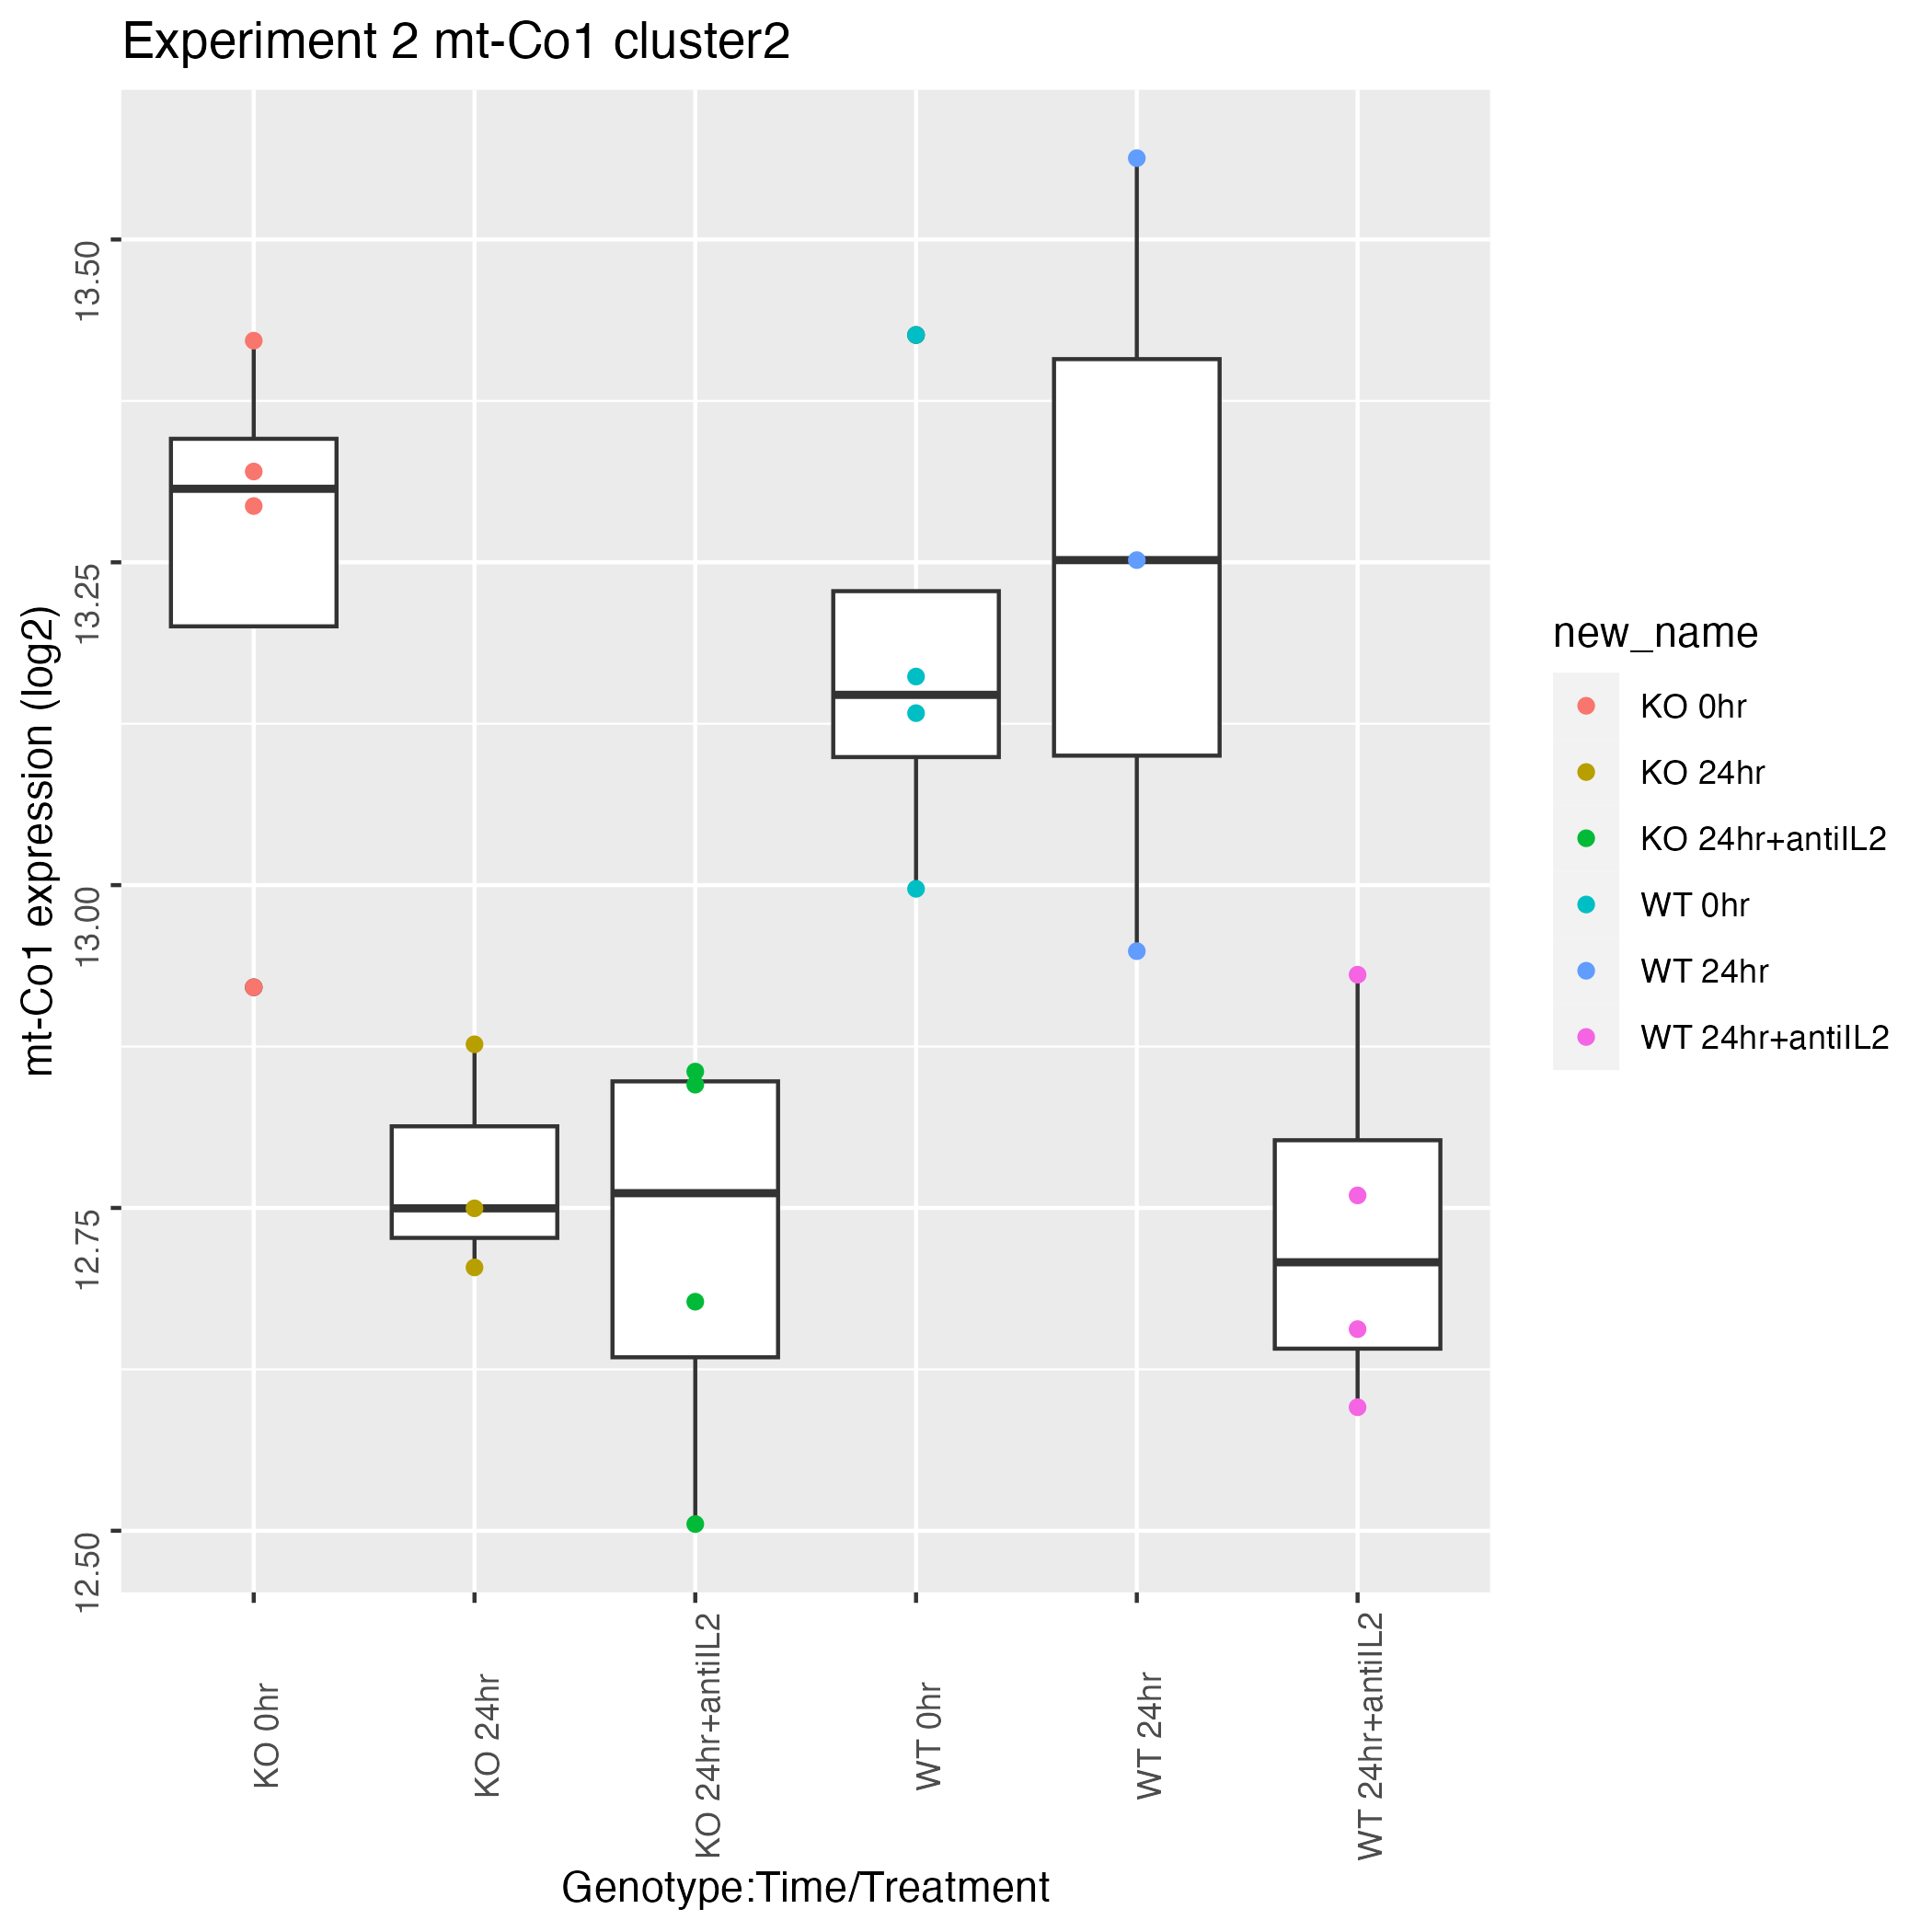 Experiment 2 mt-Co1 cluster2
mt-Co1 expression (log2)
13.50
13.25
13.00
12.75
12.50
KO 0hr
KO 24hr
KO 24hr+antiIL2
WT 0hr
WT 24hr
WT 24hr+antiIL2
Genotype:Time/Treatment
new_name
KO 0hr
KO 24hr
KO 24hr+antiIL2
WT 0hr
WT 24hr
WT 24hr+antiIL2